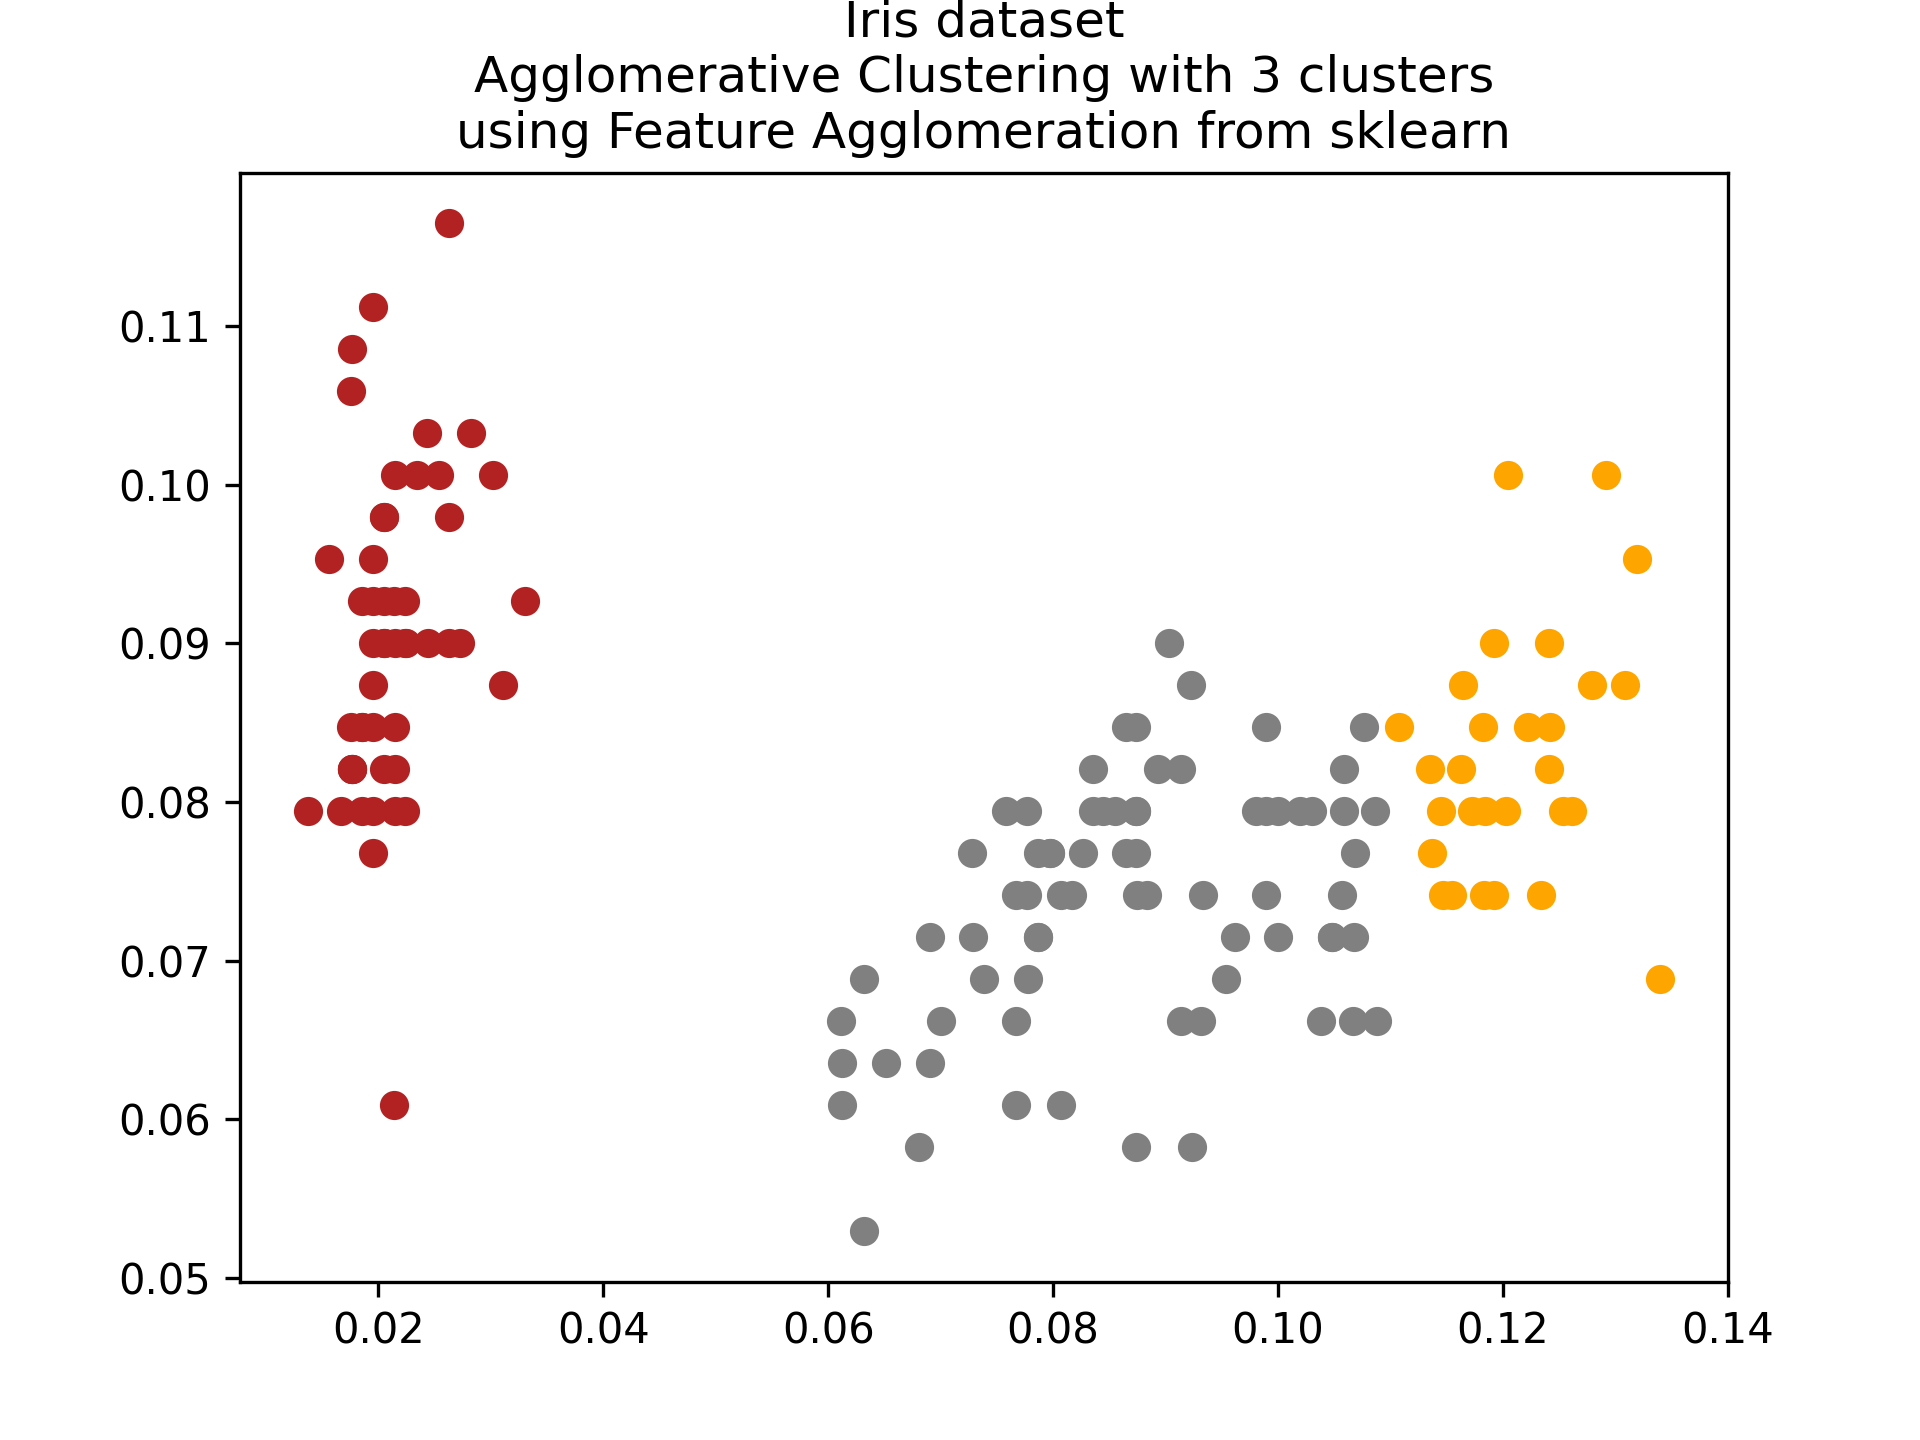 Iris dataset
Agglomerative Clustering with 3 clusters
using Feature Agglomeration from sklearn
0.11
0.10
0.09
0.08
0.07
0.06
0.05
0.02 0.04 0.06 0.08 0.10 0.12 0.14